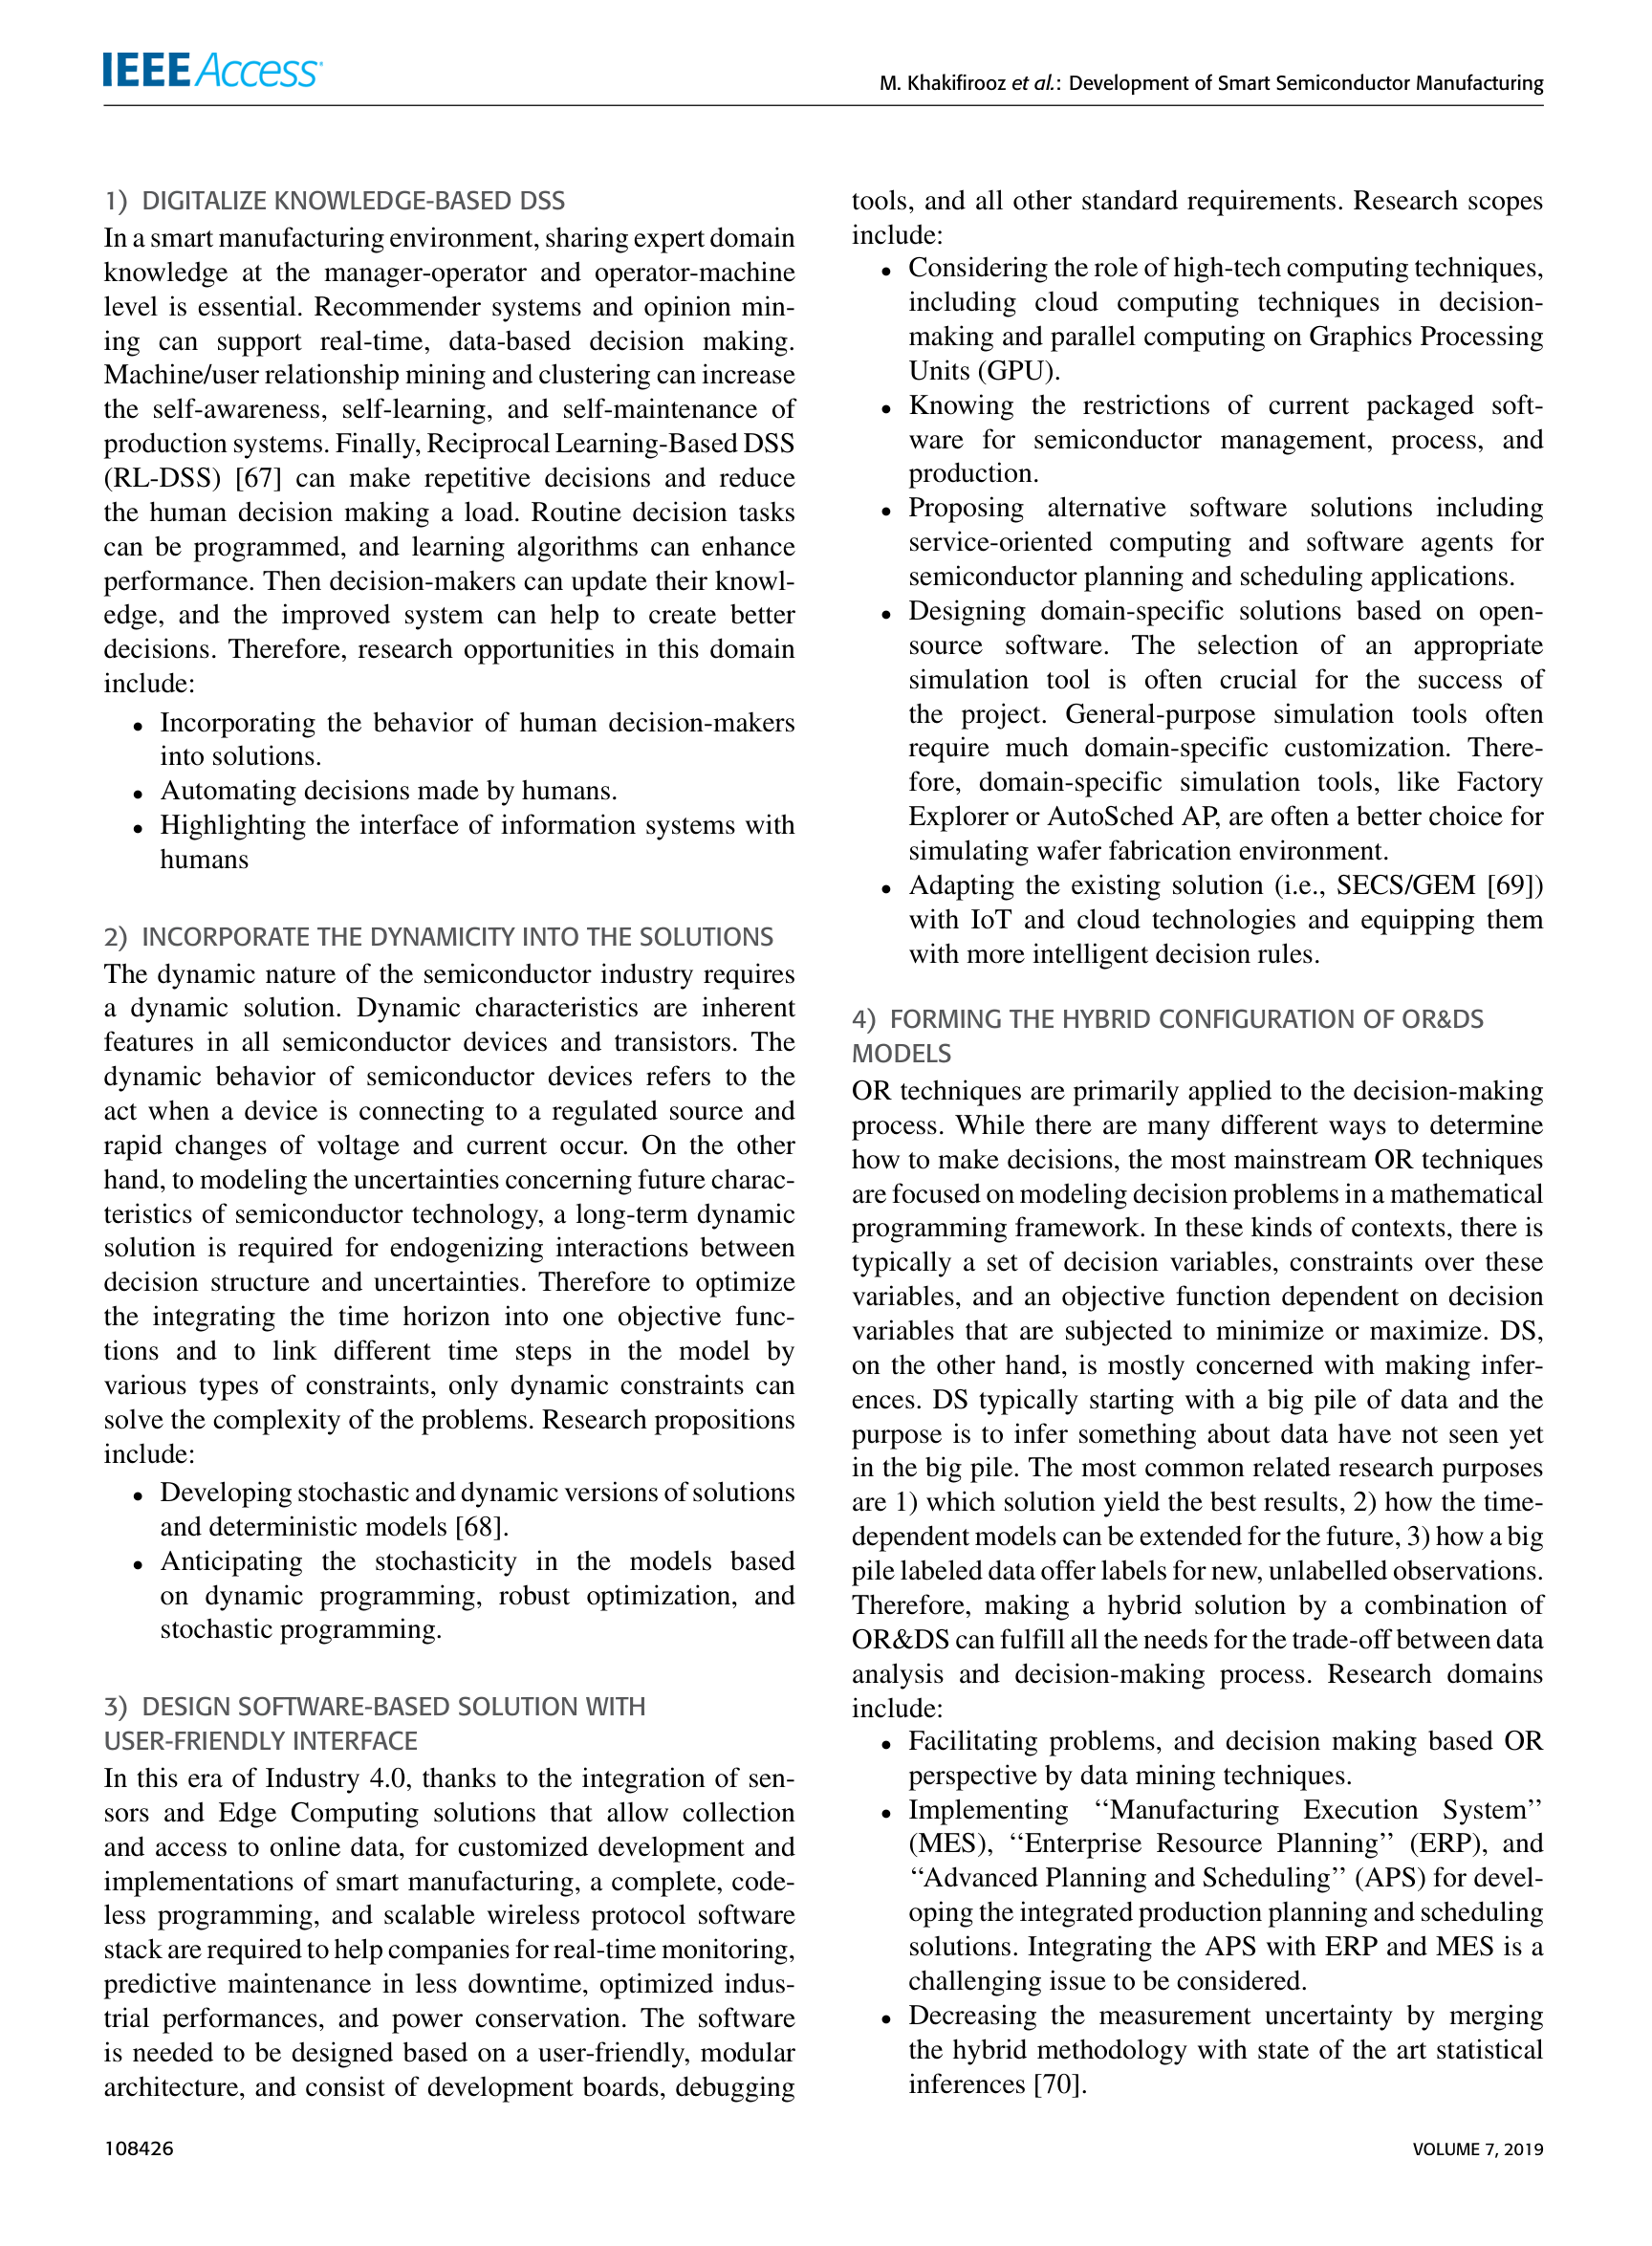 IEEE Access
M. Khakifirooz et al.: Development of Smart Semiconductor Manufacturing
1) DIGITALIZE KNOWLEDGE-BASED DSS
In a smart manufacturing environment, sharing expert domain
knowledge at the manager-operator and operator-machine
level is essential. Recommender systems and opinion min-
ing can support real-time, data-based decision making.
Machine/user relationship mining and clustering can increase
the self-awareness, self-learning, and self-maintenance of
production systems. Finally, Reciprocal Learning-Based DSS
(RL-DSS) [67] can make repetitive decisions and reduce
the human decision making a load. Routine decision tasks
can be programmed, and learning algorithms can enhance
performance. Then decision-makers can update their knowl-
edge, and the improved system can help to create better
decisions. Therefore, research opportunities in this domain
include:
• Incorporating the behavior of human decision-makers
into solutions.
• Automating decisions made by humans.
• Highlighting the interface of information systems with
humans
2) INCORPORATE THE DYNAMICITY INTO THE SOLUTIONS
The dynamic nature of the semiconductor industry requires
a dynamic solution. Dynamic characteristics are inherent
features in all semiconductor devices and transistors. The
dynamic behavior of semiconductor devices refers to the
act when a device is connecting to a regulated source and
rapid changes of voltage and current occur. On the other
hand, to modeling the uncertainties concerning future charac-
teristics of semiconductor technology, a long-term dynamic
solution is required for endogenizing interactions between
decision structure and uncertainties. Therefore to optimize
the integrating the time horizon into one objective func-
tions and to link different time steps in the model by
various types of constraints, only dynamic constraints can
solve the complexity of the problems. Research propositions
include:
• Developing stochastic and dynamic versions of solutions
and deterministic models [68].
• Anticipating the stochasticity in the models based
on dynamic programming, robust optimization, and
stochastic programming.
3) DESIGN SOFTWARE-BASED SOLUTION WITH
USER-FRIENDLY INTERFACE
In this era of Industry 4.0, thanks to the integration of sen-
sors and Edge Computing solutions that allow collection
and access to online data, for customized development and
implementations of smart manufacturing, a complete, code-
less programming, and scalable wireless protocol software
stack are required to help companies for real-time monitoring,
predictive maintenance in less downtime, optimized indus-
trial performances, and power conservation. The software
is needed to be designed based on a user-friendly, modular
architecture, and consist of development boards, debugging
tools, and all other standard requirements. Research scopes
include:
• Considering the role of high-tech computing techniques,
including cloud computing techniques in decision-
making and parallel computing on Graphics Processing
Units (GPU).
• Knowing the restrictions of current packaged soft-
ware for semiconductor management, process, and
production.
• Proposing alternative software solutions including
service-oriented computing and software agents for
semiconductor planning and scheduling applications.
• Designing domain-specific solutions based on open-
source software. The selection of an appropriate
simulation tool is often crucial for the success of
the project. General-purpose simulation tools often
require much domain-specific customization. There-
fore, domain-specific simulation tools, like Factory
Explorer or AutoSched AP, are often a better choice for
simulating wafer fabrication environment.
• Adapting the existing solution (i.e., SECS/GEM [69])
with IoT and cloud technologies and equipping them
with more intelligent decision rules.
4) FORMING THE HYBRID CONFIGURATION OF OR&DS
MODELS
OR techniques are primarily applied to the decision-making
process. While there are many different ways to determine
how to make decisions, the most mainstream OR techniques
are focused on modeling decision problems in a mathematical
programming framework. In these kinds of contexts, there is
typically a set of decision variables, constraints over these
variables, and an objective function dependent on decision
variables that are subjected to minimize or maximize. DS,
on the other hand, is mostly concerned with making infer-
ences. DS typically starting with a big pile of data and the
purpose is to infer something about data have not seen yet
in the big pile. The most common related research purposes
are 1) which solution yield the best results, 2) how the time-
dependent models can be extended for the future, 3) how a big
pile labeled data offer labels for new, unlabelled observations.
Therefore, making a hybrid solution by a combination of
OR&DS can fulfill all the needs for the trade-off between data
analysis and decision-making process. Research domains
include:
• Facilitating problems, and decision making based OR
perspective by data mining techniques.
• Implementing ‘‘Manufacturing Execution System’’
(MES), ‘‘Enterprise Resource Planning’’ (ERP), and
‘‘Advanced Planning and Scheduling’’ (APS) for devel-
oping the integrated production planning and scheduling
solutions. Integrating the APS with ERP and MES is a
challenging issue to be considered.
• Decreasing the measurement uncertainty by merging
the hybrid methodology with state of the art statistical
inferences [70].
108426
VOLUME 7, 2019